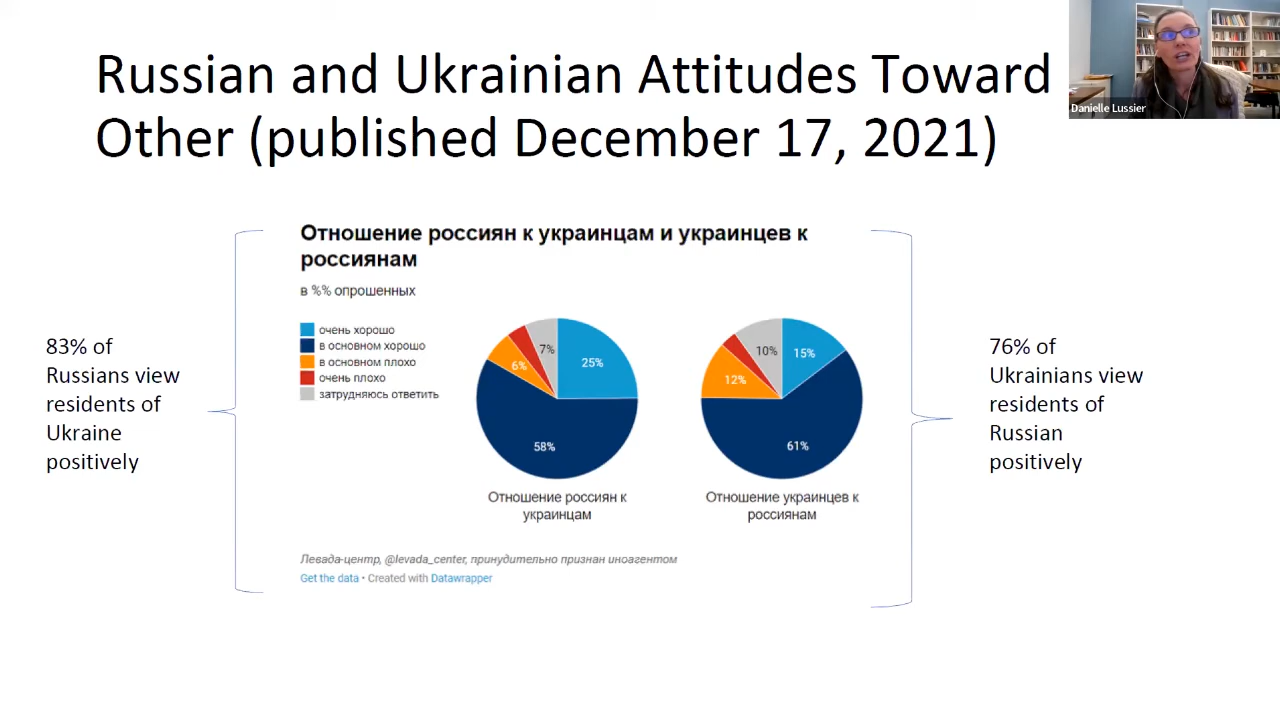 Russian and Ukrainian Attitudes Toward
Other (published December 17, 2021)
Danielle Lussier
83% of
Russians view
residents of
Ukraine
positively
Отношение россиян к украинцам и украинцев к
россиянам
в %% опрошенных
очень хорошо
в основном хорошо
в основном плохо
очень плохо
затрудняюсь ответить
7%
25%
6%
58%
Отношение россиян к
украинцам
10%
15%
12%
61%
Отношение украинцев к
россиянам
Левада-центр, @levada_center, принудительно признан иноагентом
Get the data • Created with Datawrapper
76% of
Ukrainians view
residents of
Russian
positively